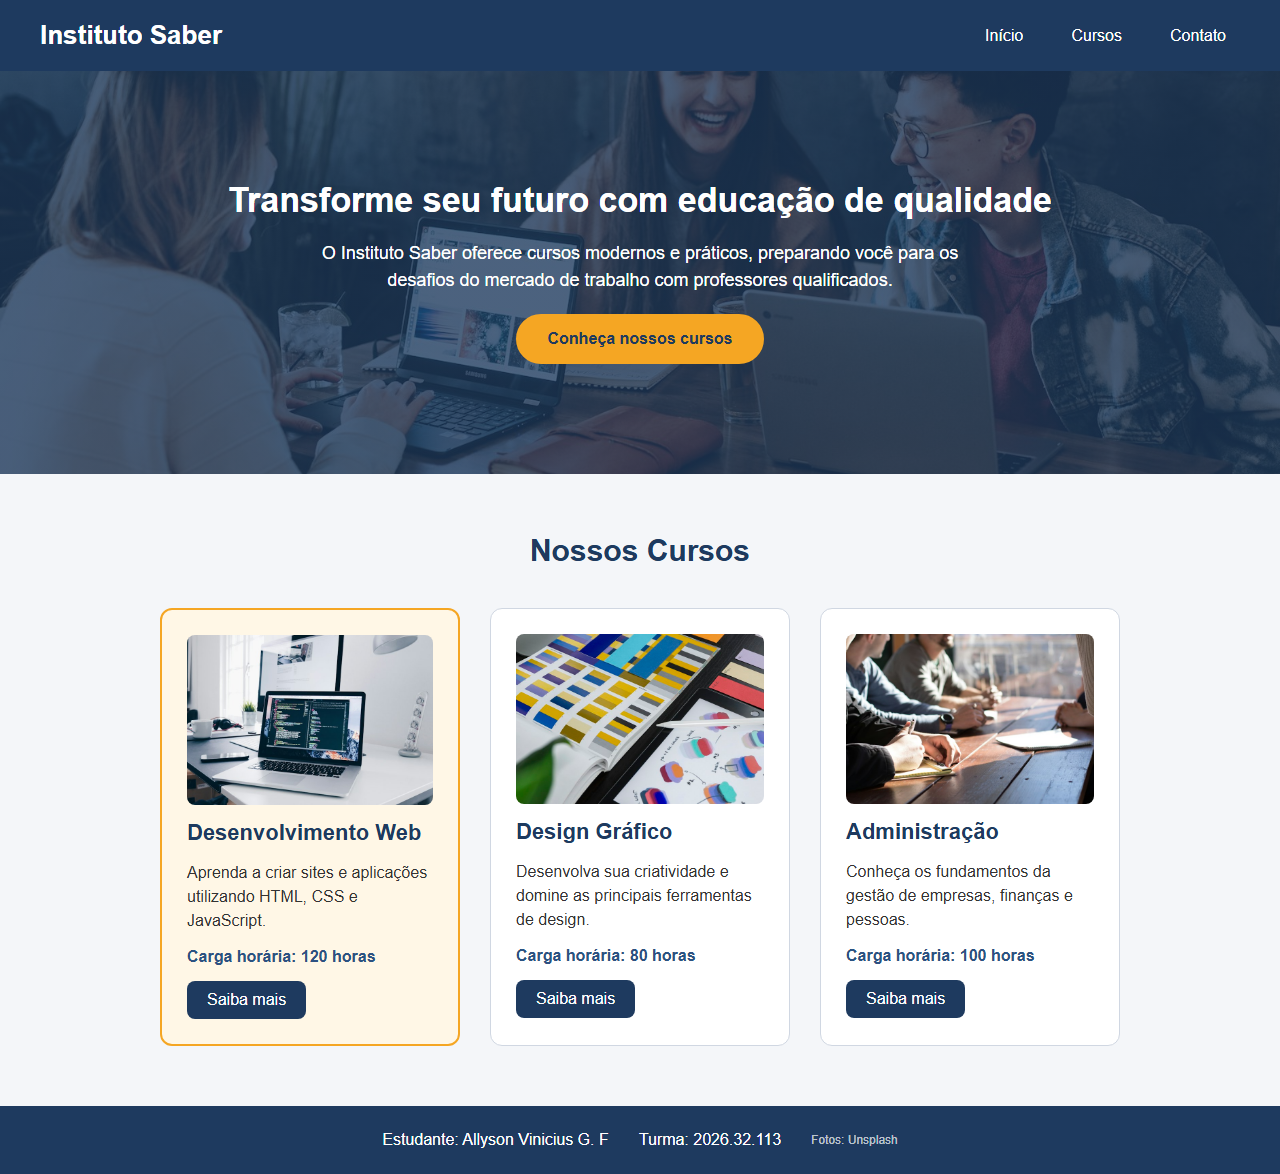 Instituto Saber
Início
Cursos
Contato
Transforme seu futuro com educação de qualidade
O Instituto Saber oferece cursos modernos e práticos, preparando você para os
desafios do mercado de trabalho com professores qualificados.
Conheça nossos cursos
Nossos Cursos
Desenvolvimento Web
Aprenda a criar sites e aplicações
utilizando HTML, CSS e
JavaScript.
Carga horária: 120 horas
Saiba mais
Design Gráfico
Desenvolva sua criatividade e
domine as principais ferramentas
de design.
Carga horária: 80 horas
Saiba mais
Administração
Conheça os fundamentos da
gestão de empresas, finanças e
pessoas.
Carga horária: 100 horas
Saiba mais
Estudante: Allyson Vinicius G. F
Turma: 2026.32.113
Fotos: Unsplash